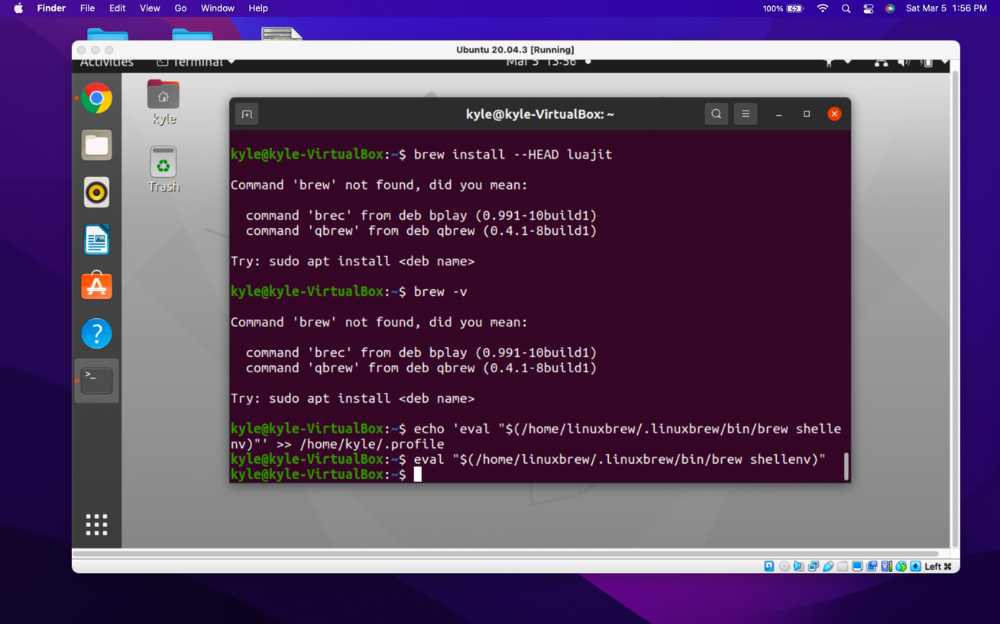 Finder File Edit View Go Window Help
100%
Sat Mar 5 1:56 PM
Ubuntu 20.04.3 [Running]
Activities
Terminal
Mar 5 13:56
kyle
Trash
kyle@kyle-VirtualBox: ~
kyle@kyle-VirtualBox:~$ brew install --HEAD luajit
Command 'brew' not found, did you mean:
command 'brec' from deb bplay (0.991-10build1)
command 'qbrew' from deb qbrew (0.4.1-8build1)
Try: sudo apt install <deb name>
kyle@kyle-VirtualBox:~$ brew -v
Command 'brew' not found, did you mean:
command 'brec' from deb bplay (0.991-10build1)
command 'qbrew' from deb qbrew (0.4.1-8build1)
Try: sudo apt install <deb name>
kyle@kyle-VirtualBox:~$ echo 'eval "$(/home/linuxbrew/.linuxbrew/bin/brew shelle
nv)"' >> /home/kyle/.profile
kyle@kyle-VirtualBox:~$ eval "$(/home/linuxbrew/.linuxbrew/bin/brew shellenv)"
kyle@kyle-VirtualBox:~$
Left ⌘